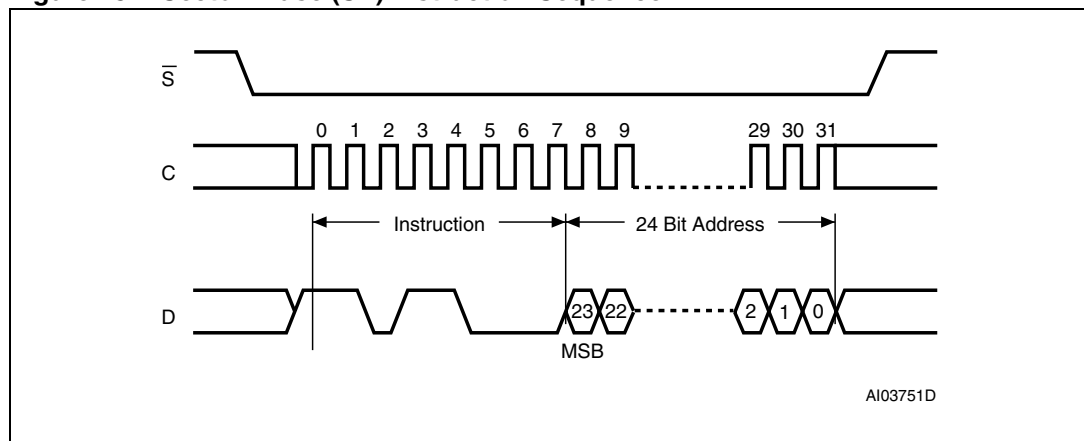 S
0 1 2 3 4 5 6 7 8 9 29 30 31
C
Instruction 24 Bit Address
D 23 22 2 1 0
MSB
AI03751D